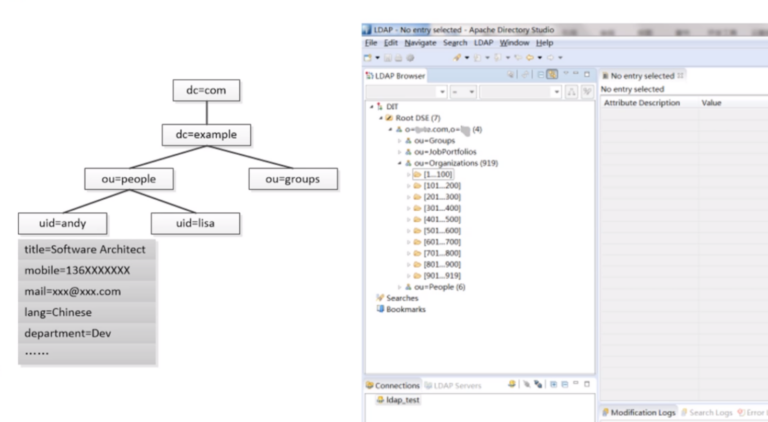 dc=com
dc=example
ou=people
ou=groups
uid=andy
uid=lisa
title=Software Architect
mobile=136XXXXXXX
mail=xxx@xxx.com
lang=Chinese
department=Dev
......
LDAP - No entry selected - Apache Directory Studio
File Edit Navigate Search LDAP Window Help
LDAP Browser
DIT
Root DSE (7)
.com,o= (4)
ou=Groups
ou=JobPortfolios
ou=Organizations (919)
[1...100]
[101...200]
[201...300]
[301...400]
[401...500]
[501...600]
[601...700]
[701...800]
[801...900]
[901...919]
ou=People (6)
Searches
Bookmarks
Connections LDAP Servers
ldap_test
No entry selected
No entry selected
Attribute Description Value
Modification Logs Search Logs Error